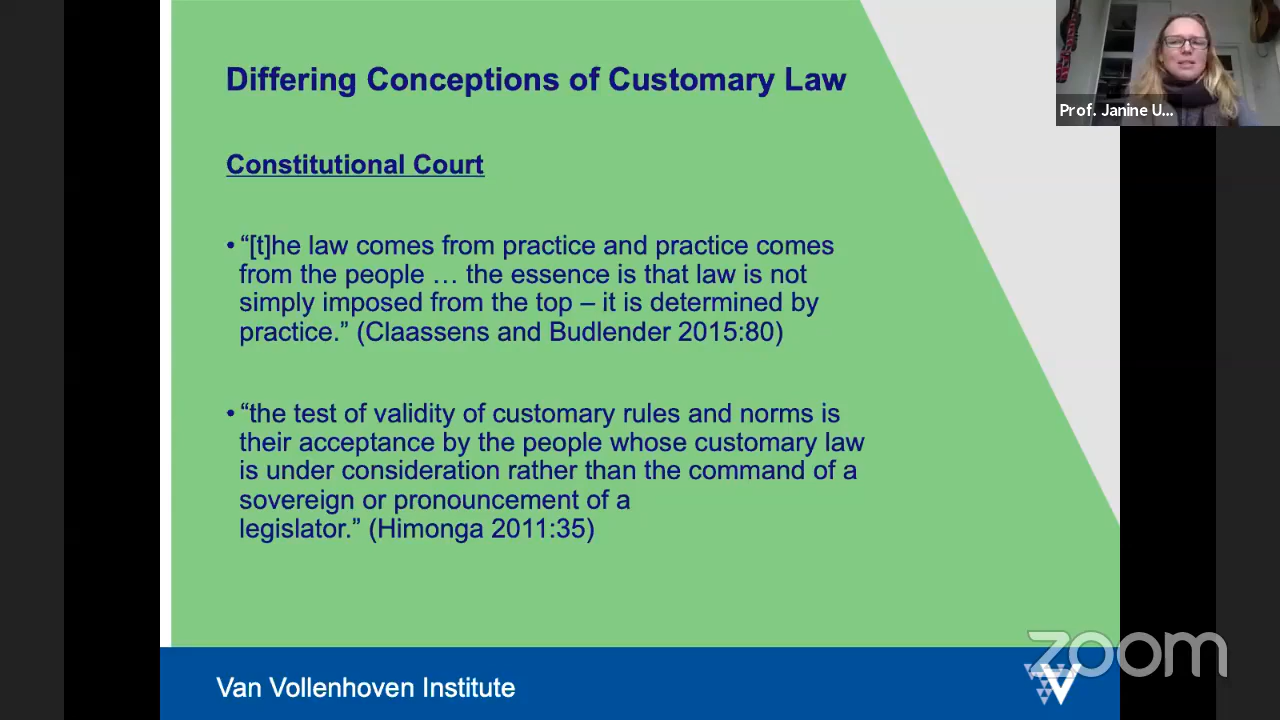 Differing Conceptions of Customary Law
Prof. Janine U...
Constitutional Court
• “[t]he law comes from practice and practice comes
from the people … the essence is that law is not
simply imposed from the top – it is determined by
practice.” (Claassens and Budlender 2015:80)
• “the test of validity of customary rules and norms is
their acceptance by the people whose customary law
is under consideration rather than the command of a
sovereign or pronouncement of a
legislator.” (Himonga 2011:35)
zoom
Van Vollenhoven Institute